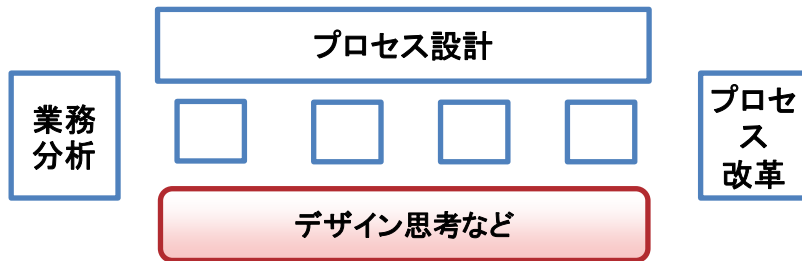 プロセス設計
業務
分析
プロセ
ス
改革
デザイン思考など